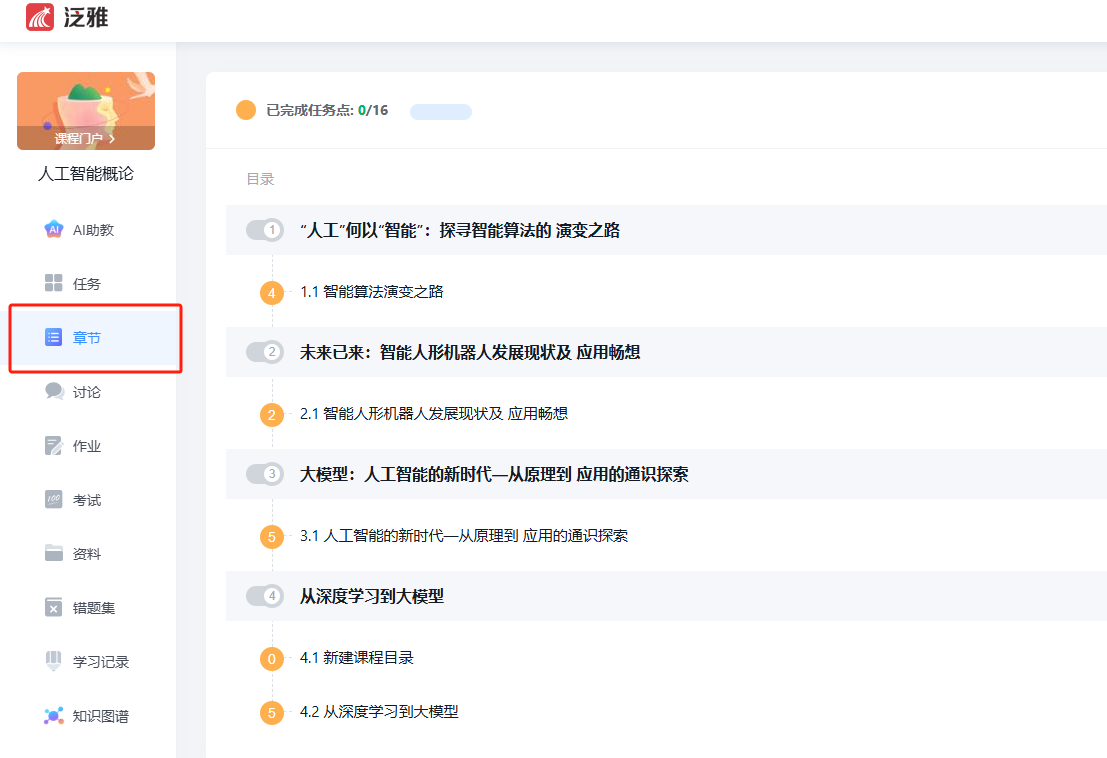 泛雅
课程门户 >
人工智能概论
AI AI助教
任务
章节
讨论
作业
100 考试
资料
错题集
学习记录
知识图谱
已完成任务点: 0/16
目录
1 “人工”何以“智能”：探寻智能算法的 演变之路
4 1.1 智能算法演变之路
2 未来已来：智能人形机器人发展现状及 应用畅想
2 2.1 智能人形机器人发展现状及 应用畅想
3 大模型：人工智能的新时代—从原理到 应用的通识探索
5 3.1 人工智能的新时代—从原理到 应用的通识探索
4 从深度学习到大模型
0 4.1 新建课程目录
5 4.2 从深度学习到大模型